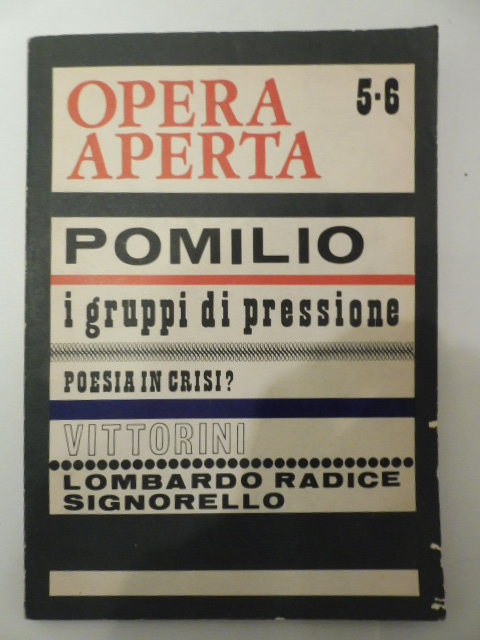 OPERA
APERTA
5·6
POMILIO
i gruppi di pressione
POESIA IN CRISI?
VITTORINI
LOMBARDO RADICE
SIGNORELLO